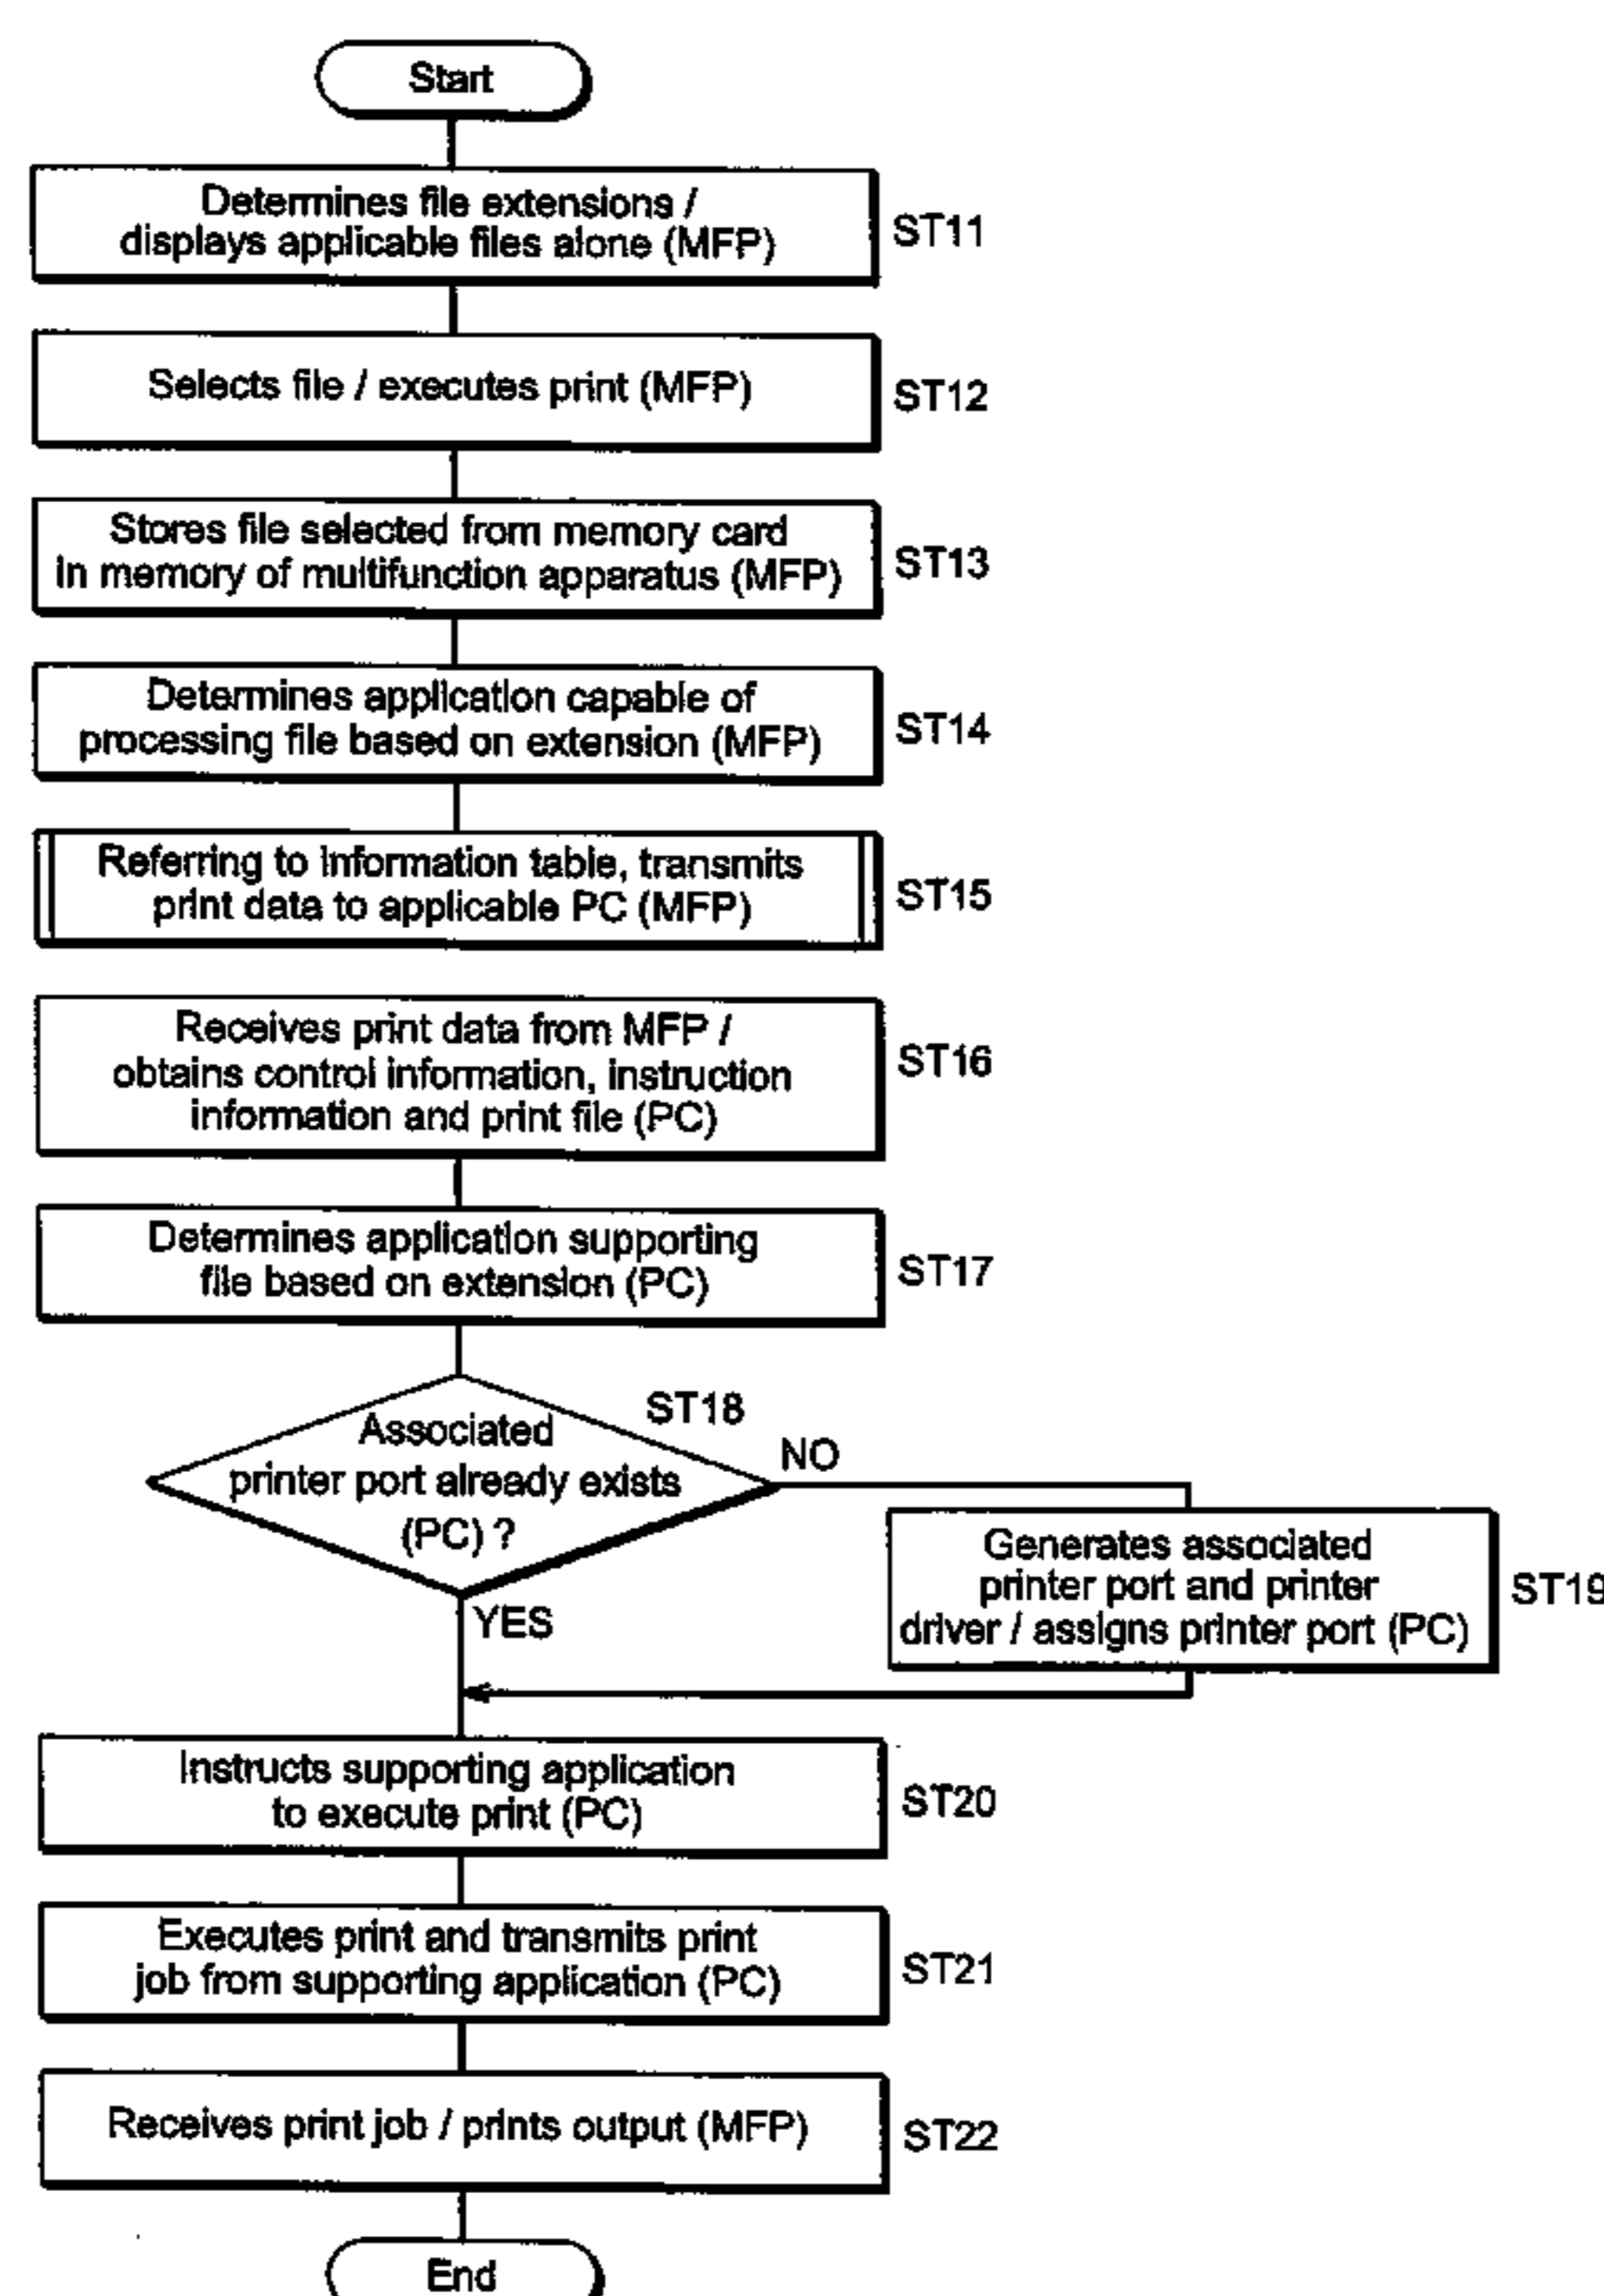 Start
Determines file extensions /
displays applicable files alone (MFP)
ST11
Selects file / executes print (MFP)
ST12
Stores file selected from memory card
in memory of multifunction apparatus (MFP)
ST13
Determines application capable of
processing file based on extension (MFP)
ST14
Referring to information table, transmits
print data to applicable PC (MFP)
ST15
Receives print data from MFP /
obtains control information, instruction
information and print file (PC)
ST16
Determines application supporting
file based on extension (PC)
ST17
ST18
Associated
printer port already exists
(PC) ?
NO
YES
Generates associated
printer port and printer
driver / assigns printer port (PC)
ST19
Instructs supporting application
to execute print (PC)
ST20
Executes print and transmits print
job from supporting application (PC)
ST21
Receives print job / prints output (MFP)
ST22
End